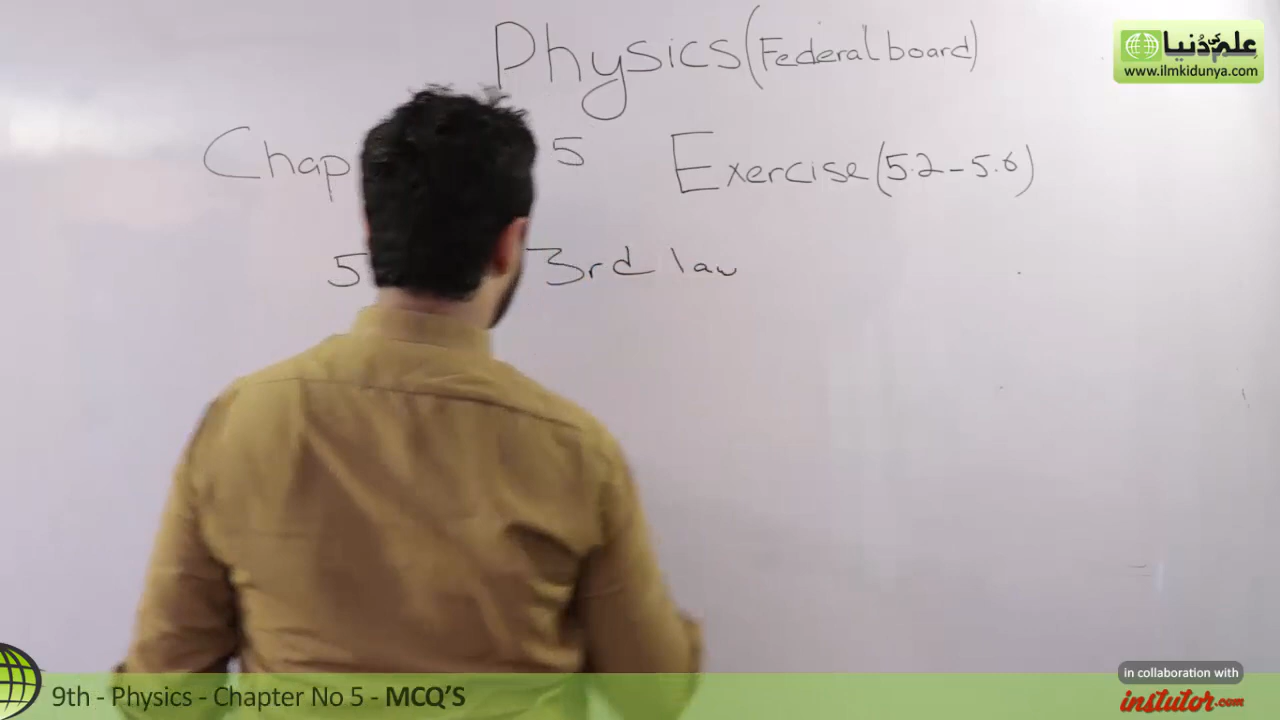 Physics (Federal board)
علم کی دنیا
www.ilmkidunya.com
Chap 5 Exercise (5.2 - 5.6)
5 3rd law
in collaboration with
instutor.com
9th - Physics - Chapter No 5 - MCQ'S